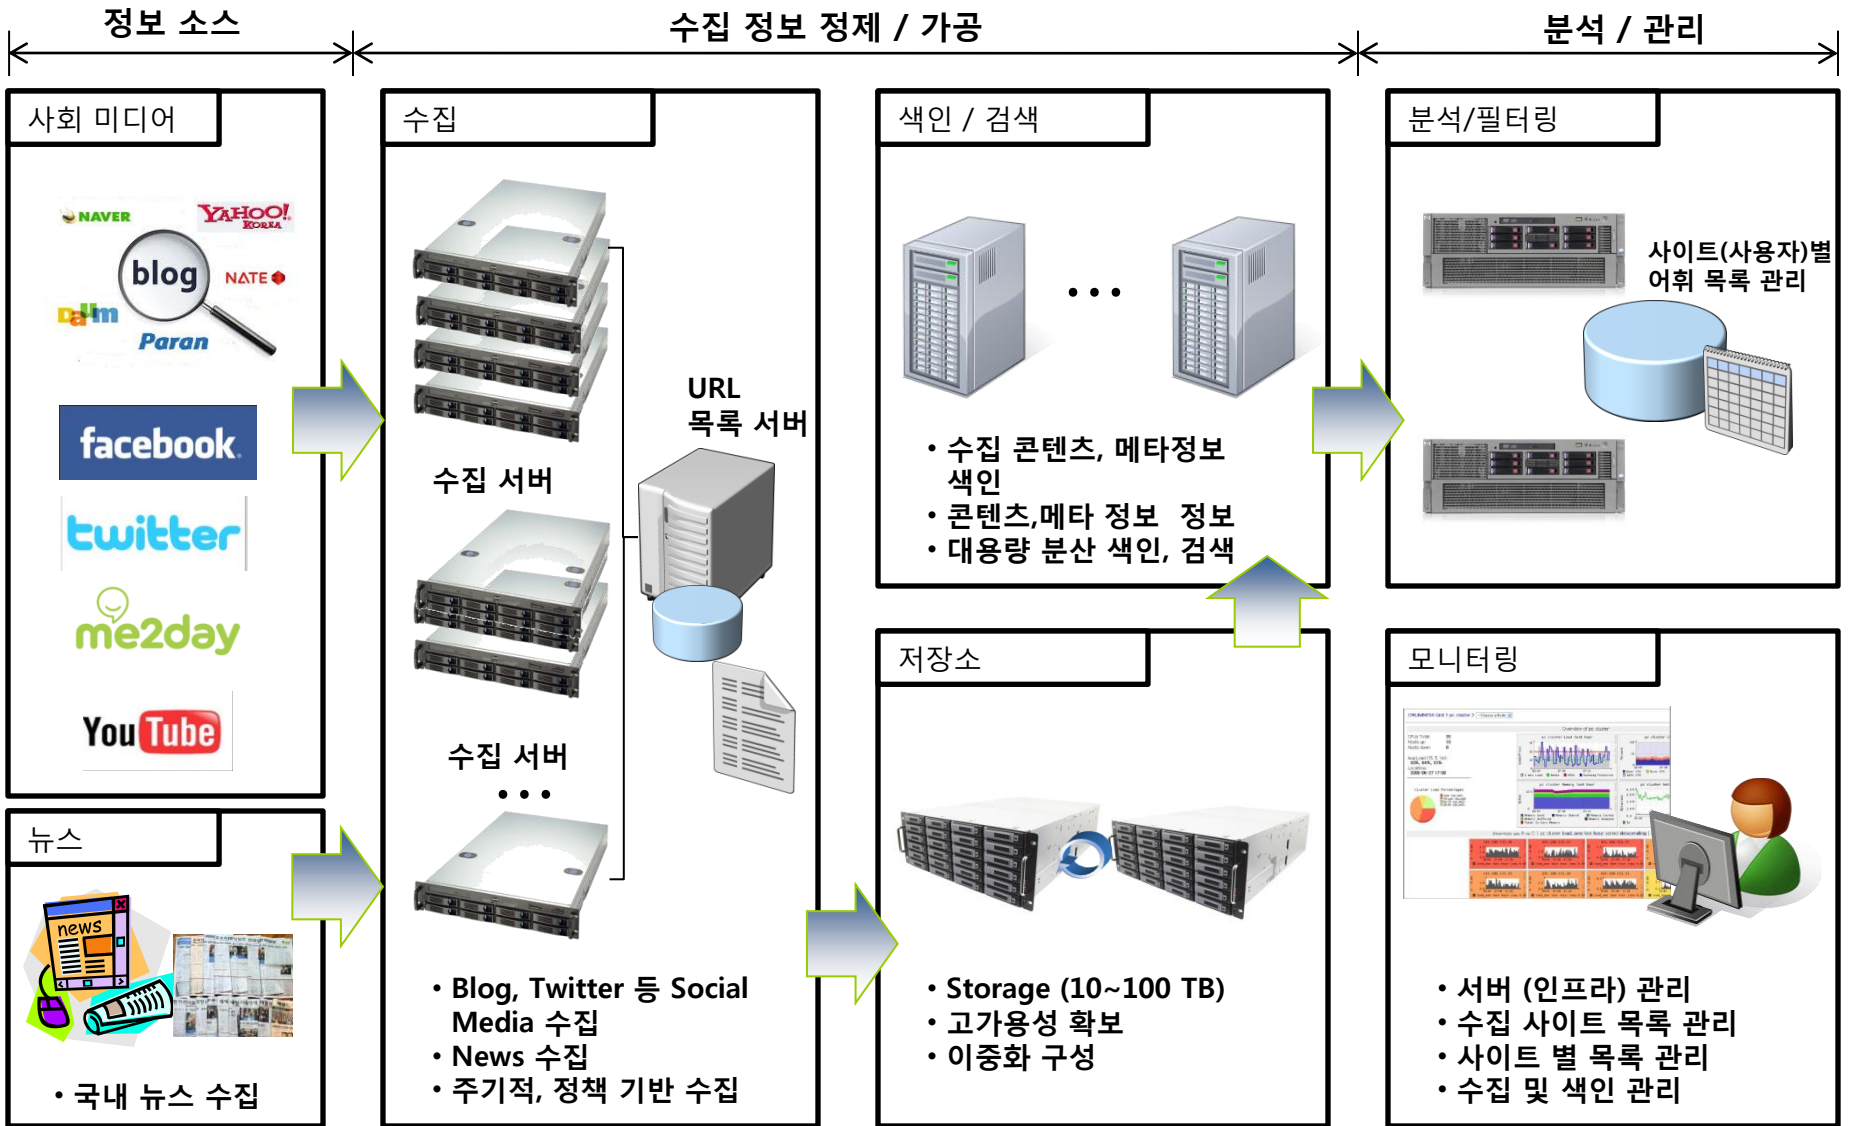 정보 소스
수집 정보 정제 / 가공
분석 / 관리
사회 미디어
NAVER
YAHOO!
KOREA
blog
NATE
Daum
Paran
facebook.
twitter
me2day
YouTube
뉴스
news
• 국내 뉴스 수집
수집
URL
목록 서버
수집 서버
수집 서버
• • •
• Blog, Twitter 등 Social
Media 수집
• News 수집
• 주기적, 정책 기반 수집
색인 / 검색
• • •
• 수집 콘텐츠, 메타정보
색인
• 콘텐츠,메타 정보 정보
• 대용량 분산 색인, 검색
저장소
• Storage (10~100 TB)
• 고가용성 확보
• 이중화 구성
분석/필터링
사이트(사용자)별
어휘 목록 관리
모니터링
Overview of pc cluster
• 서버 (인프라) 관리
• 수집 사이트 목록 관리
• 사이트 별 목록 관리
• 수집 및 색인 관리